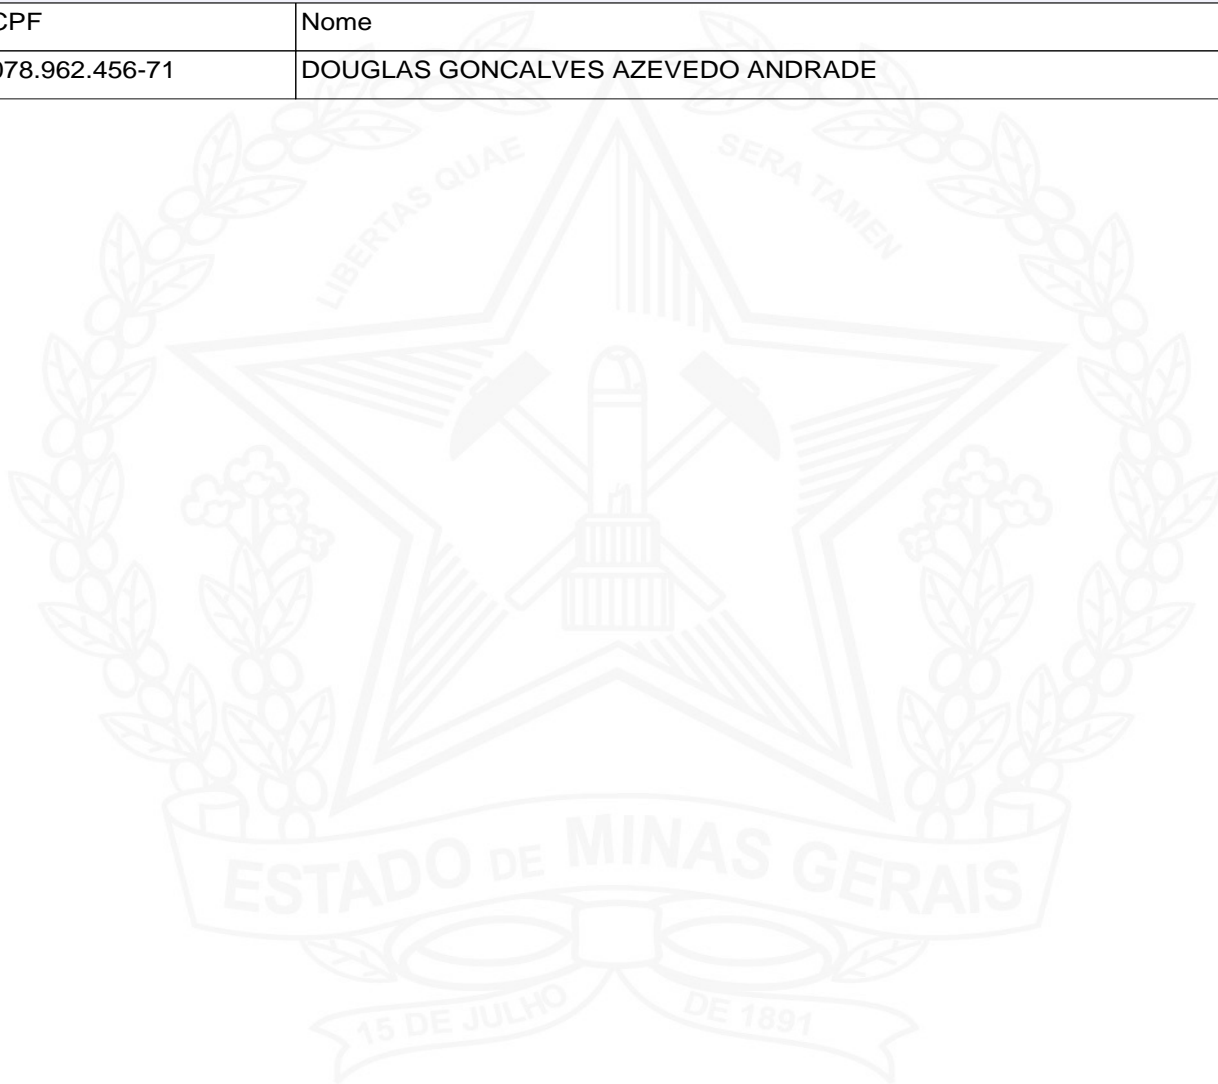 CPF Nome
078.962.456-71 DOUGLAS GONCALVES AZEVEDO ANDRADE
LIBERTAS QUAE SERA TAMEN
ESTADO DE MINAS GERAIS
15 DE JULHO DE 1891